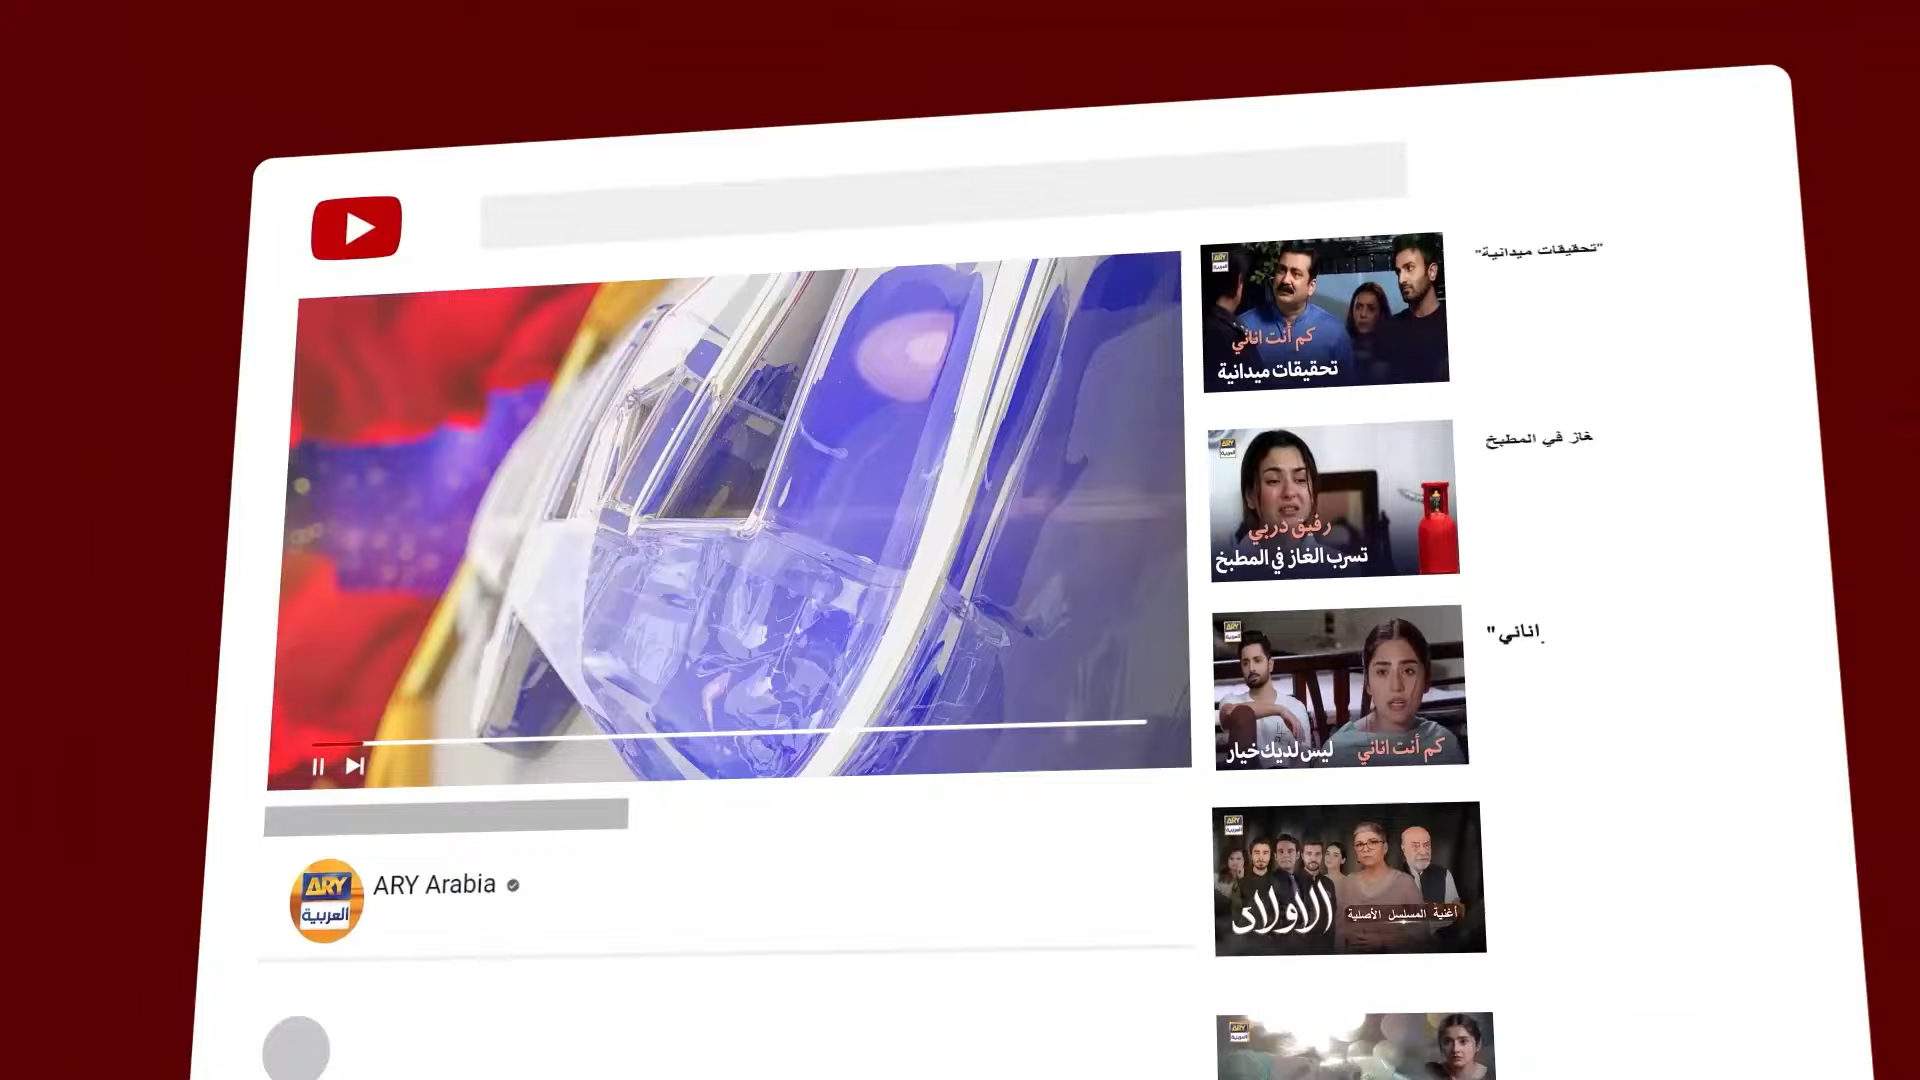 "تحقيقات ميدانية"
كم أنت اناني
تحقيقات ميدانية
غاز في المطبخ
رفيق دربي
تسرب الغاز في المطبخ
اناني"
كم أنت اناني
ليس لديك خيار
ARY
العربية
ARY Arabia
الاولاد
أغنية المسلسل الأصلية